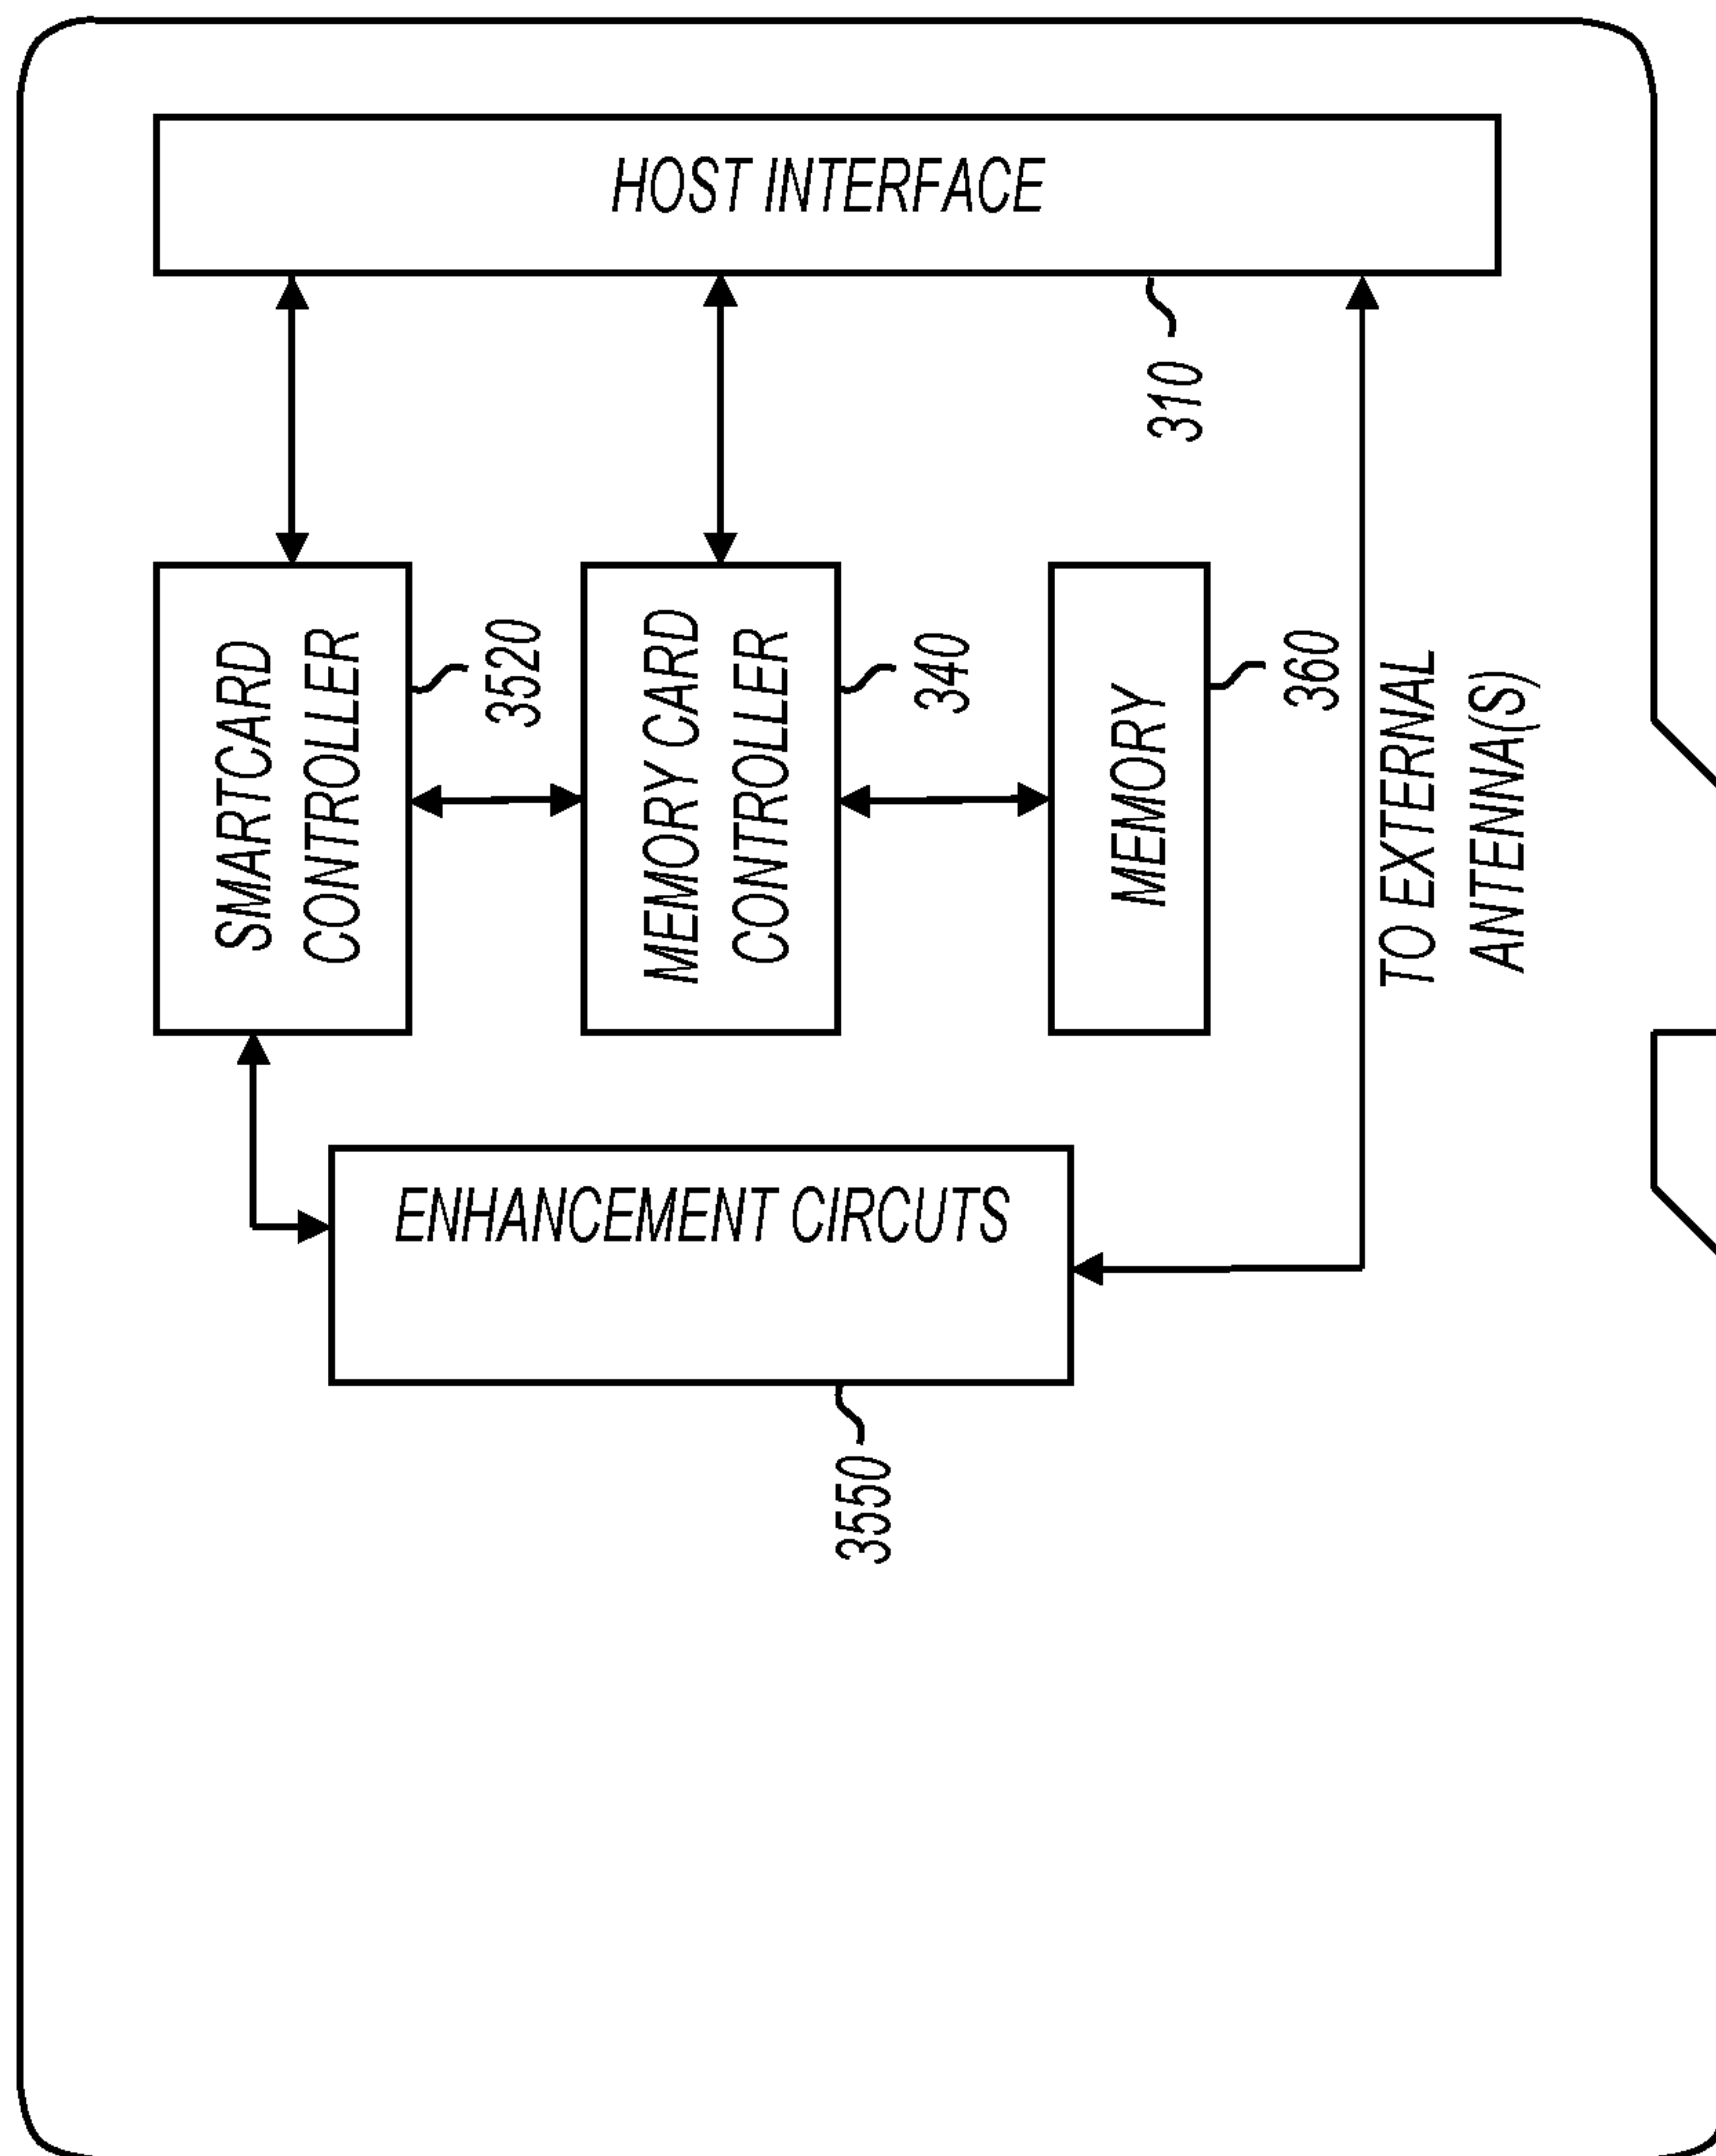 HOST INTERFACE
310
SMARTCARD
CONTROLLER
3520
MEMORY CARD
CONTROLLER
340
MEMORY
360
TO EXTERNAL
ANTENNA(S)
ENHANCEMENT CIRCUTS
3550